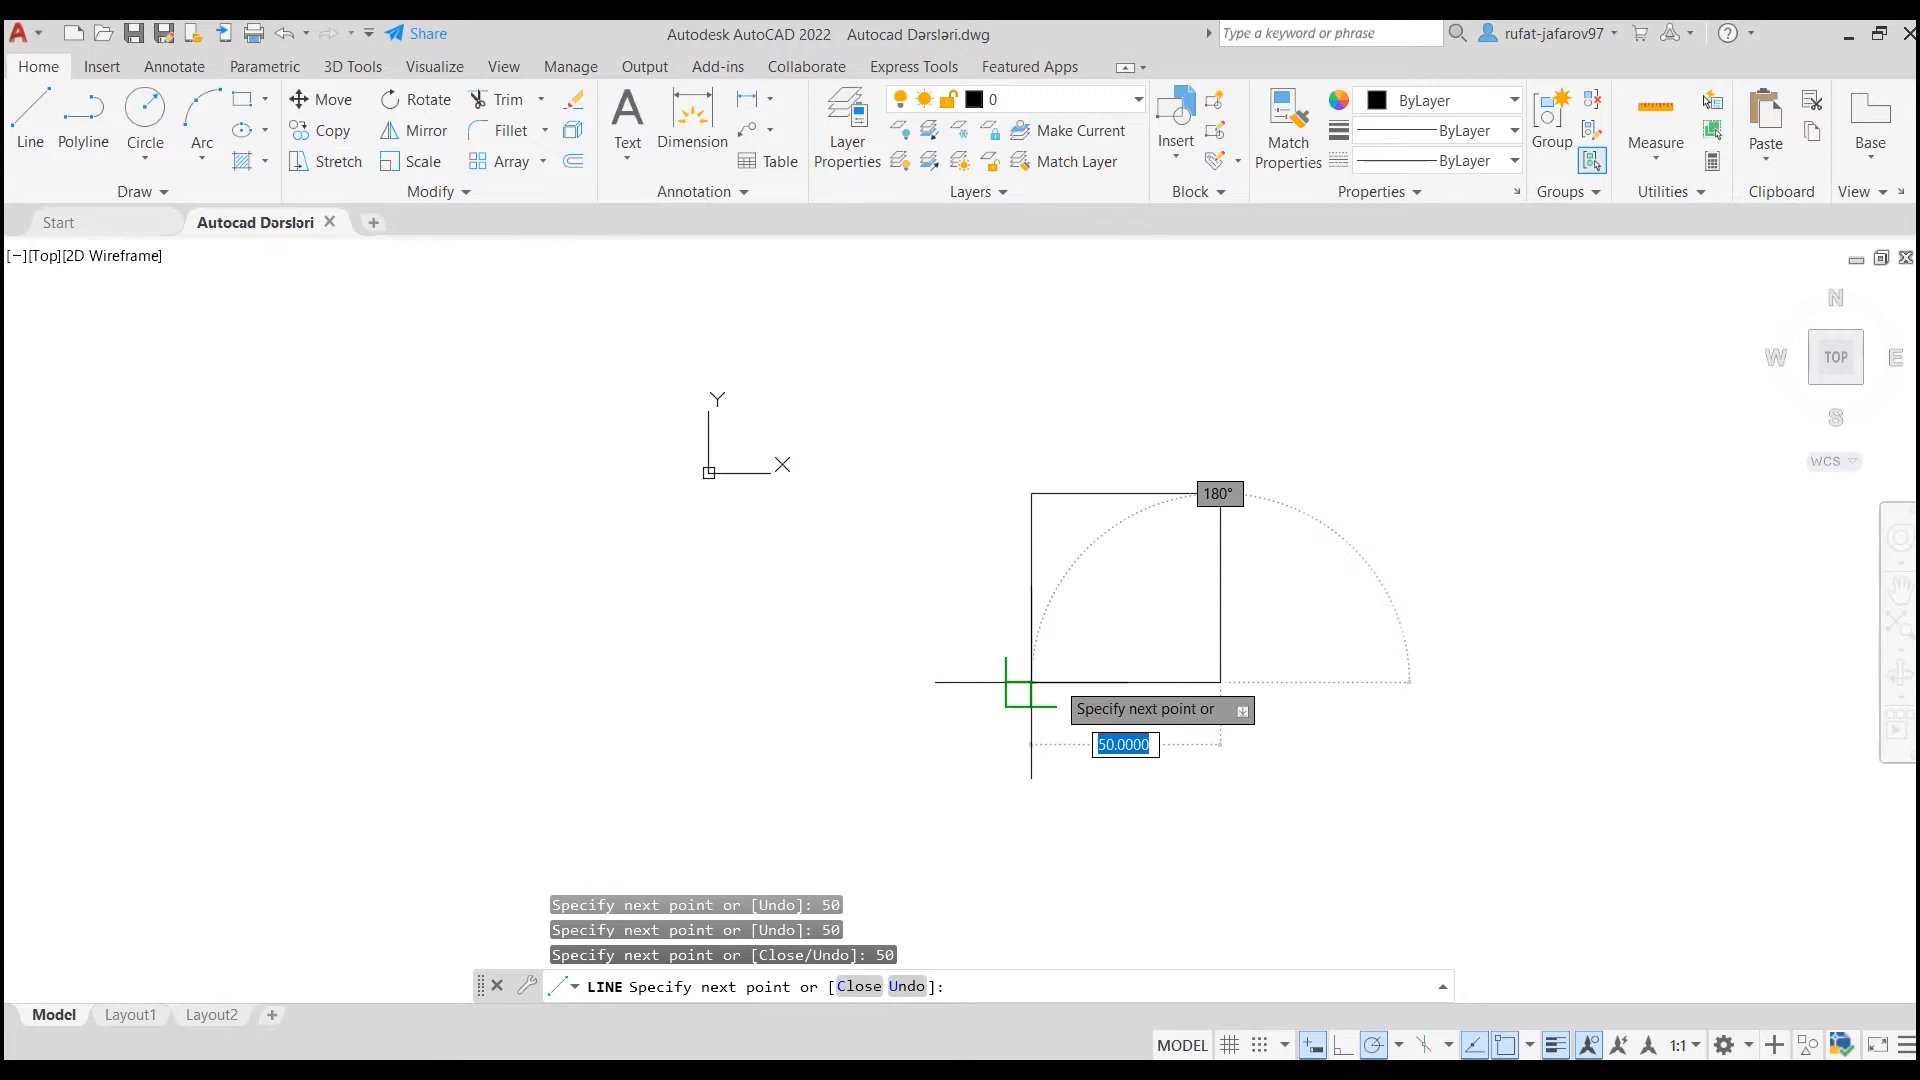 Share
Autodesk AutoCAD 2022 Autocad Dərsləri.dwg
Type a keyword or phrase
rufat-jafarov97
Home Insert Annotate Parametric 3D Tools Visualize View Manage Output Add-ins Collaborate Express Tools Featured Apps
Line
Polyline
Circle
Arc
Move
Rotate
Trim
Copy
Mirror
Fillet
Stretch
Scale
Array
Text
Dimension
Table
Layer
Properties
0
Make Current
Match Layer
Insert
Match
Properties
ByLayer
ByLayer
ByLayer
Group
Measure
Paste
Base
Draw Modify Annotation Layers Block Properties Groups Utilities Clipboard View
Start
Autocad Dərsləri
[−][Top][2D Wireframe]
N
W
TOP
E
S
WCS
Y
X
180°
Specify next point or
50.0000
Specify next point or [Undo]: 50
Specify next point or [Undo]: 50
Specify next point or [Close/Undo]: 50
LINE Specify next point or [Close Undo]:
Model Layout1 Layout2
MODEL
1:1